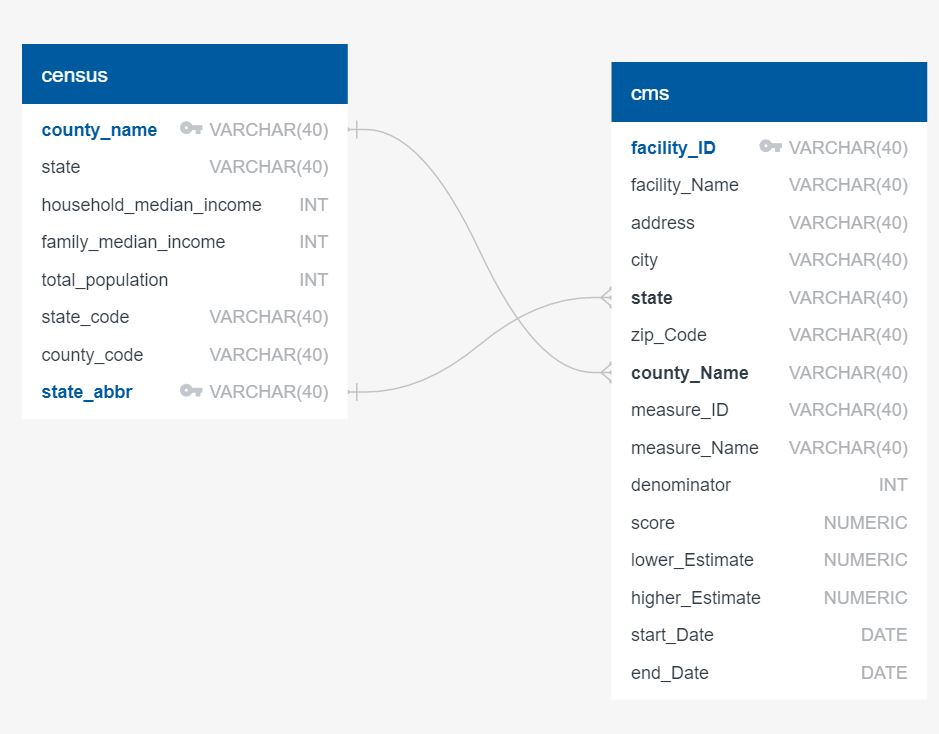 census
county_name VARCHAR(40)
state VARCHAR(40)
household_median_income INT
family_median_income INT
total_population INT
state_code VARCHAR(40)
county_code VARCHAR(40)
state_abbr VARCHAR(40)
cms
facility_ID VARCHAR(40)
facility_Name VARCHAR(40)
address VARCHAR(40)
city VARCHAR(40)
state VARCHAR(40)
zip_Code VARCHAR(40)
county_Name VARCHAR(40)
measure_ID VARCHAR(40)
measure_Name VARCHAR(40)
denominator INT
score NUMERIC
lower_Estimate NUMERIC
higher_Estimate NUMERIC
start_Date DATE
end_Date DATE